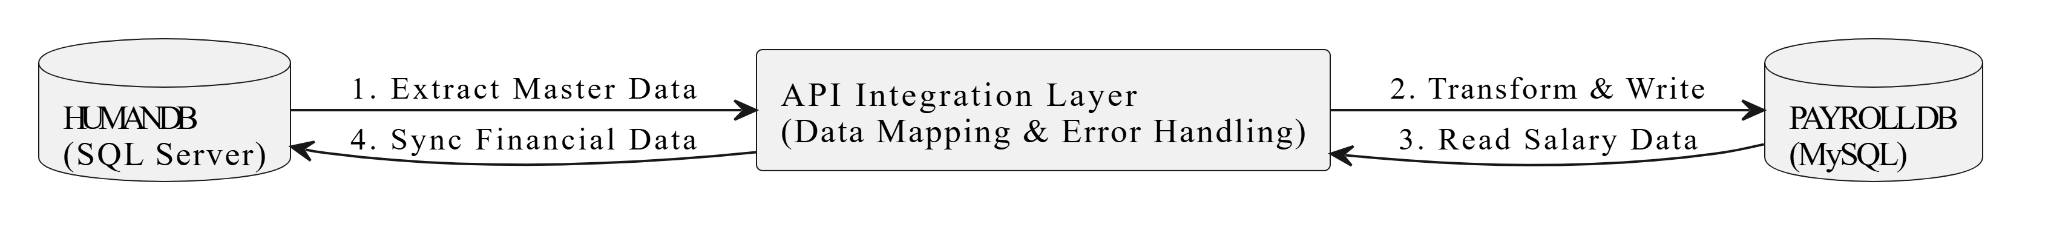 HUMANDB
(SQL Server)
1. Extract Master Data
4. Sync Financial Data
API Integration Layer
(Data Mapping & Error Handling)
2. Transform & Write
3. Read Salary Data
PAYROLLDB
(MySQL)